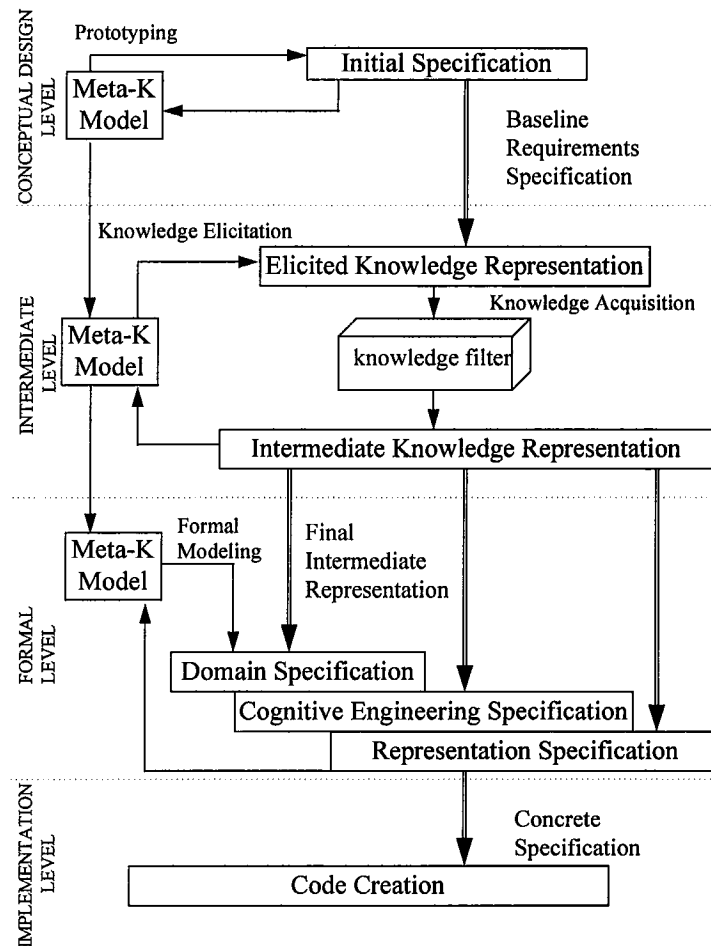 CONCEPTUAL DESIGN
LEVEL
Prototyping
Initial Specification
Meta-K
Model
Baseline
Requirements
Specification
INTERMEDIATE
LEVEL
Knowledge Elicitation
Elicited Knowledge Representation
Knowledge Acquisition
Meta-K
Model
knowledge filter
Intermediate Knowledge Representation
FORMAL
LEVEL
Meta-K
Model
Formal
Modeling
Final
Intermediate
Representation
Domain Specification
Cognitive Engineering Specification
Representation Specification
IMPLEMENTATION
LEVEL
Concrete
Specification
Code Creation